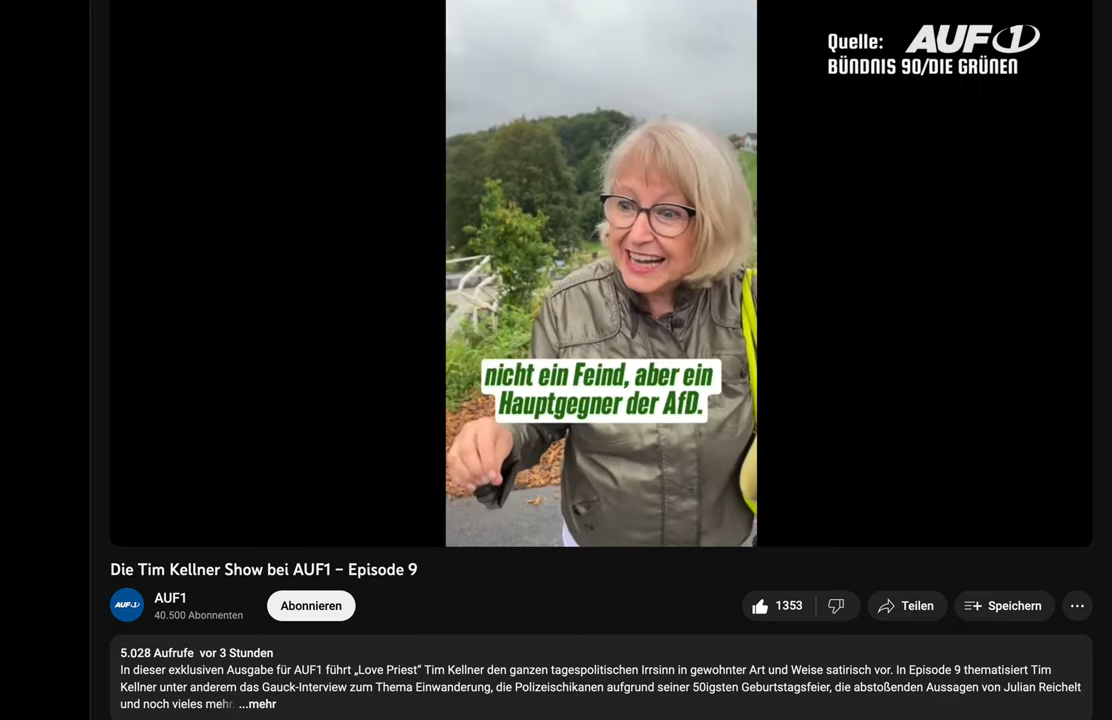 Quelle: AUF1
BÜNDNIS 90/DIE GRÜNEN
nicht ein Feind, aber ein
Hauptgegner der AfD.
Die Tim Kellner Show bei AUF1 – Episode 9
AUF1
AUF1
40.500 Abonnenten
Abonnieren
1353
Teilen
Speichern
5.028 Aufrufe vor 3 Stunden
In dieser exklusiven Ausgabe für AUF1 führt „Love Priest“ Tim Kellner den ganzen tagespolitischen Irrsinn in gewohnter Art und Weise satirisch vor. In Episode 9 thematisiert Tim
Kellner unter anderem das Gauck-Interview zum Thema Einwanderung, die Polizeischikanen aufgrund seiner 50igsten Geburtstagsfeier, die abstoßenden Aussagen von Julian Reichelt
und noch vieles mehr. ...mehr